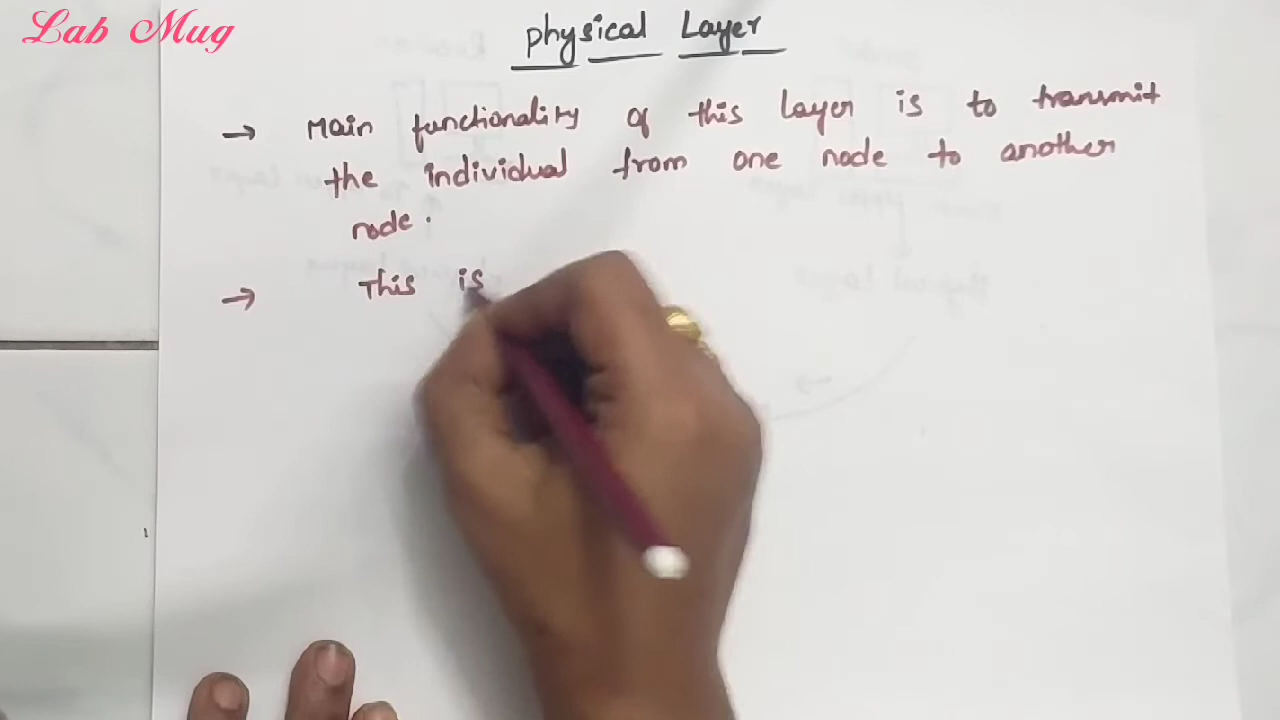 Lab Mug
Physical Layer
→ Main functionality of this layer is to transmit
the individual from one node to another
node.
→ This is